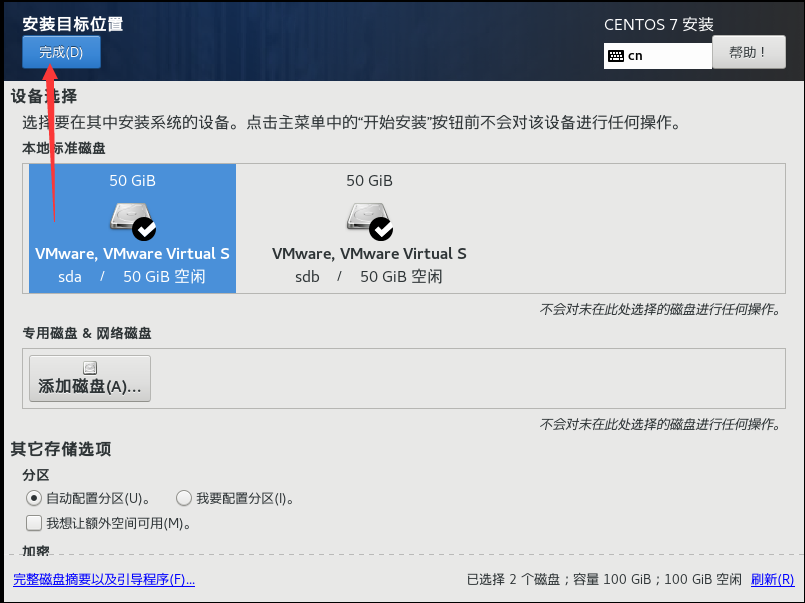 安装目标位置
CENTOS 7 安装
完成(D)
cn
帮助！
设备选择
选择要在其中安装系统的设备。点击主菜单中的“开始安装”按钮前不会对该设备进行任何操作。
本地标准磁盘
50 GiB
VMware, VMware Virtual S
sda / 50 GiB 空闲
50 GiB
VMware, VMware Virtual S
sdb / 50 GiB 空闲
不会对未在此处选择的磁盘进行任何操作。
专用磁盘 & 网络磁盘
添加磁盘(A)...
不会对未在此处选择的磁盘进行任何操作。
其它存储选项
分区
自动配置分区(U)。 我要配置分区(I)。
我想让额外空间可用(M)。
加密
完整磁盘摘要以及引导程序(F)...
已选择 2 个磁盘；容量 100 GiB；100 GiB 空闲 刷新(R)